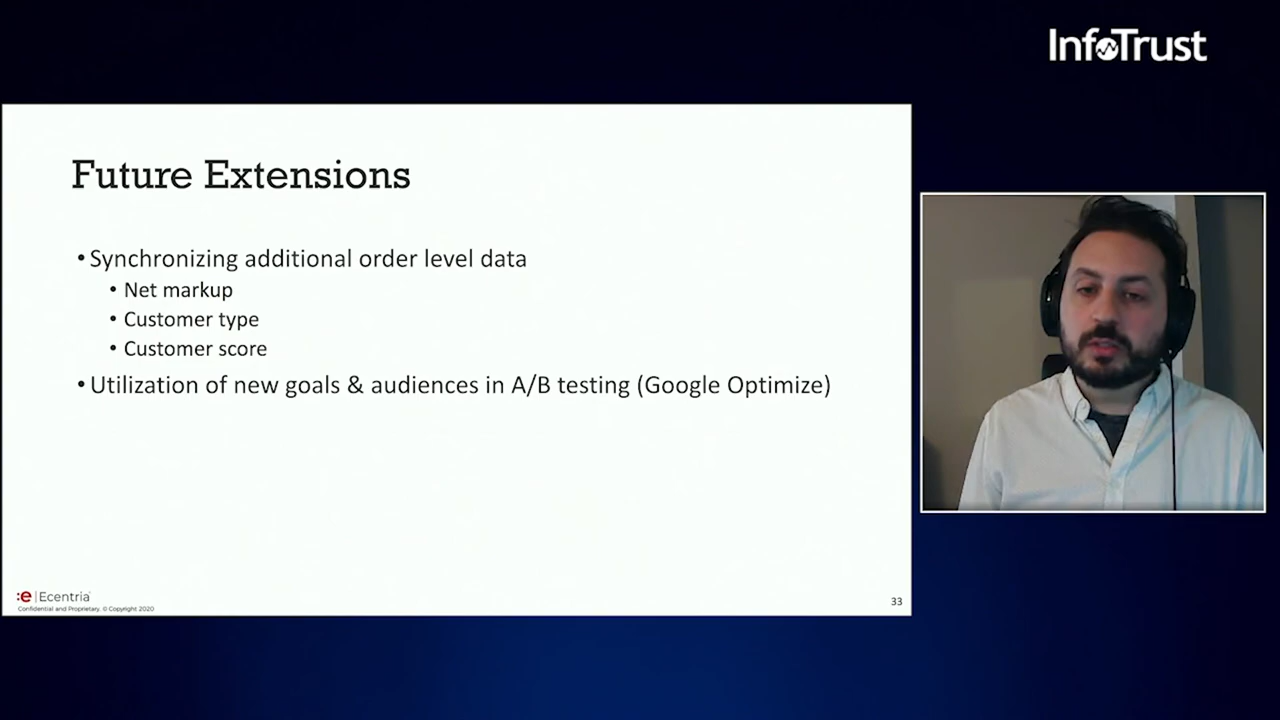 InfoTrust
Future Extensions
• Synchronizing additional order level data
• Net markup
• Customer type
• Customer score
• Utilization of new goals & audiences in A/B testing (Google Optimize)
:e | Ecentria
Confidential and Proprietary. © Copyright 2020
33